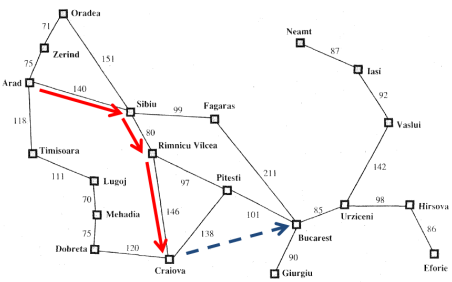 Oradea
71
Neamt
87
Zerind
151
75
Iasi
Arad
140
92
Sibiu
99
Fagaras
118
80
Vaslui
Rimnicu Vilcea
Timisoara
111
Lugoj
97
Pitesti
211
142
70
146
101
85
98
Hirsova
Mehadia
Urziceni
75
138
Bucarest
86
Dobreta
120
90
Craiova
Giurgiu
Eforie